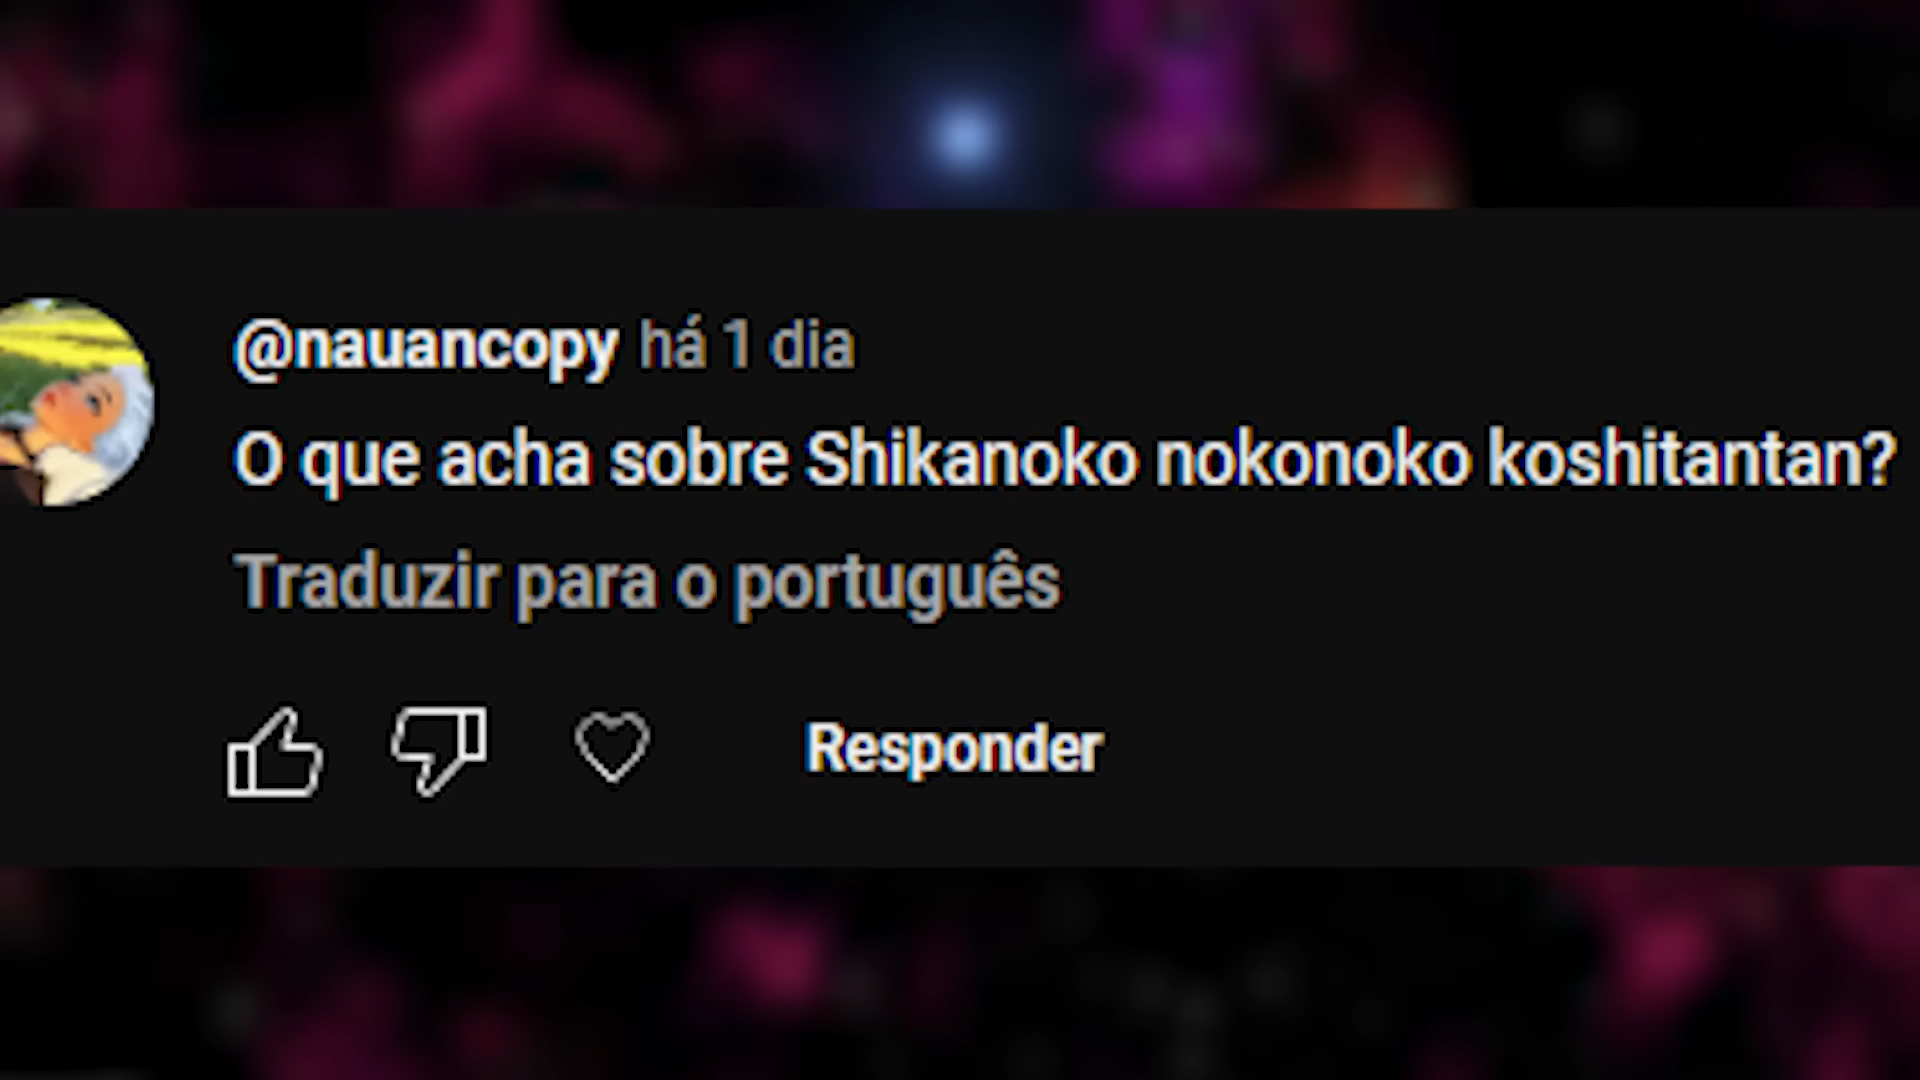 @nauancopy há 1 dia
O que acha sobre Shikanoko nokonoko koshitantan?
Traduzir para o português
Responder